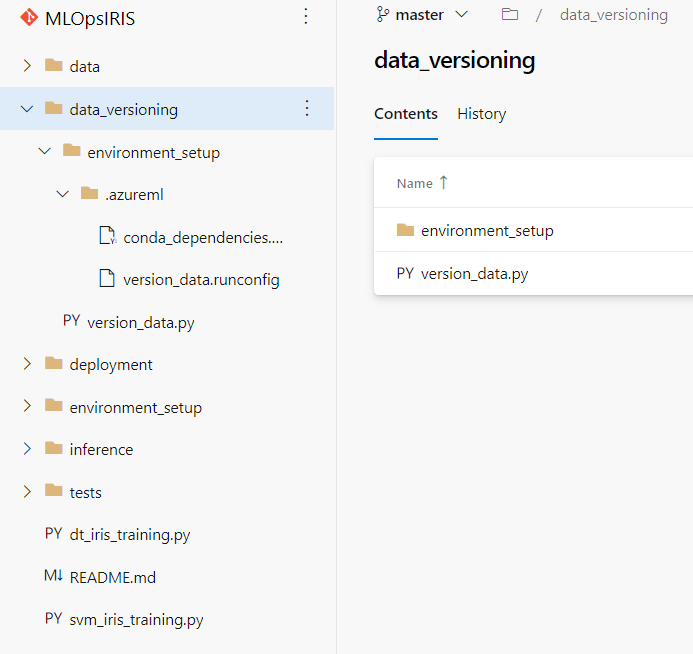 MLOpsIRIS
data
data_versioning
environment_setup
.azureml
conda_dependencies....
version_data.runconfig
PY version_data.py
deployment
environment_setup
inference
tests
PY dt_iris_training.py
M↓ README.md
PY svm_iris_training.py
master / data_versioning
data_versioning
Contents History
Name ↑
environment_setup
PY version_data.py